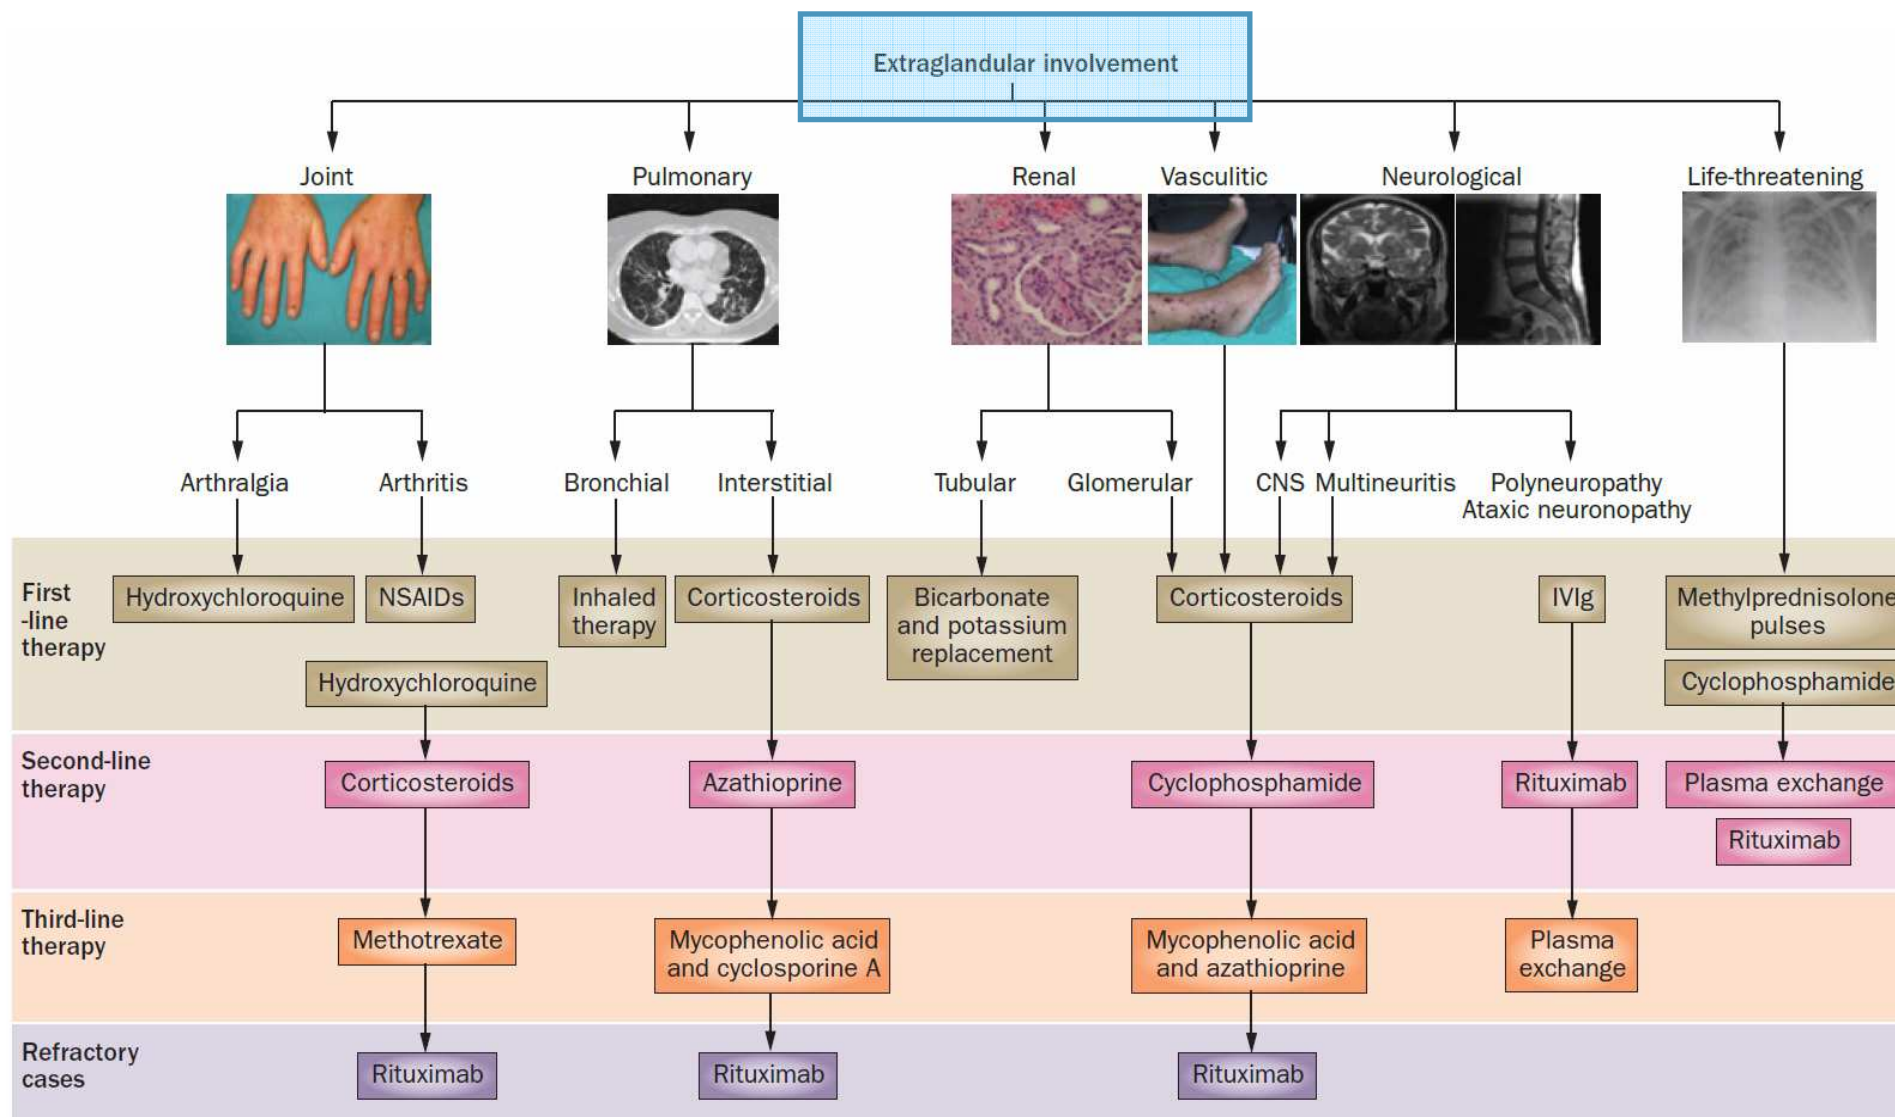 Extraglandular involvement
Joint
Pulmonary
Renal
Vasculitic
Neurological
Life-threatening
Arthralgia
Arthritis
Bronchial
Interstitial
Tubular
Glomerular
CNS
Multineuritis
Polyneuropathy
Ataxic neuronopathy
First
-line
therapy
Hydroxychloroquine
NSAIDs
Hydroxychloroquine
Inhaled
therapy
Corticosteroids
Bicarbonate
and potassium
replacement
Corticosteroids
IVIg
Methylprednisolone
pulses
Cyclophosphamide
Second-line
therapy
Corticosteroids
Azathioprine
Cyclophosphamide
Rituximab
Plasma exchange
Rituximab
Third-line
therapy
Methotrexate
Mycophenolic acid
and cyclosporine A
Mycophenolic acid
and azathioprine
Plasma
exchange
Refractory
cases
Rituximab
Rituximab
Rituximab